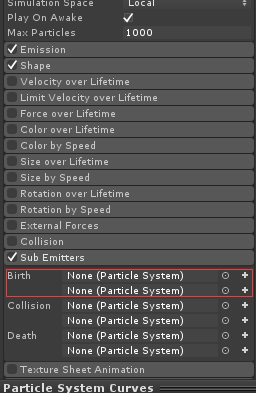 Simulation Space Local
Play On Awake
Max Particles 1000
Emission
Shape
Velocity over Lifetime
Limit Velocity over Lifetime
Force over Lifetime
Color over Lifetime
Color by Speed
Size over Lifetime
Size by Speed
Rotation over Lifetime
Rotation by Speed
External Forces
Collision
Sub Emitters
Birth None (Particle System)
None (Particle System)
Collision None (Particle System)
None (Particle System)
Death None (Particle System)
None (Particle System)
Texture Sheet Animation
Particle System Curves